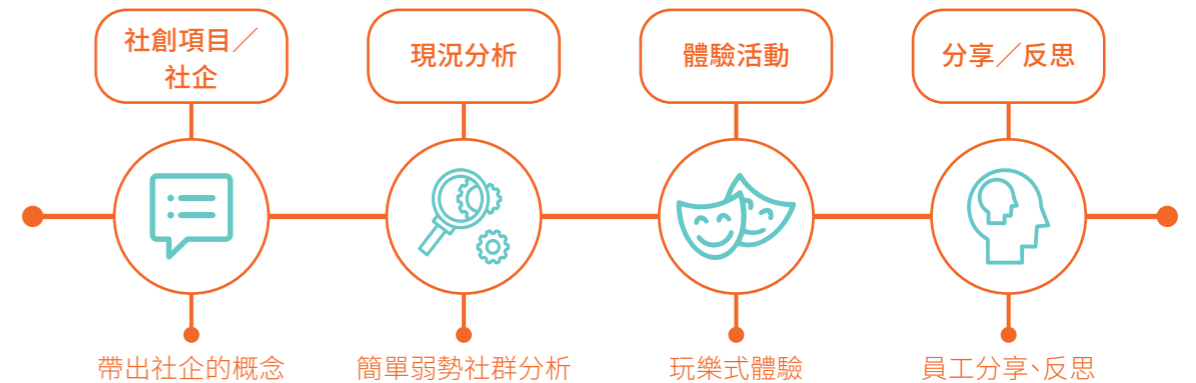 社創項目／
社企
現況分析
體驗活動
分享／反思
帶出社企的概念
簡單弱勢社群分析
玩樂式體驗
員工分享、反思